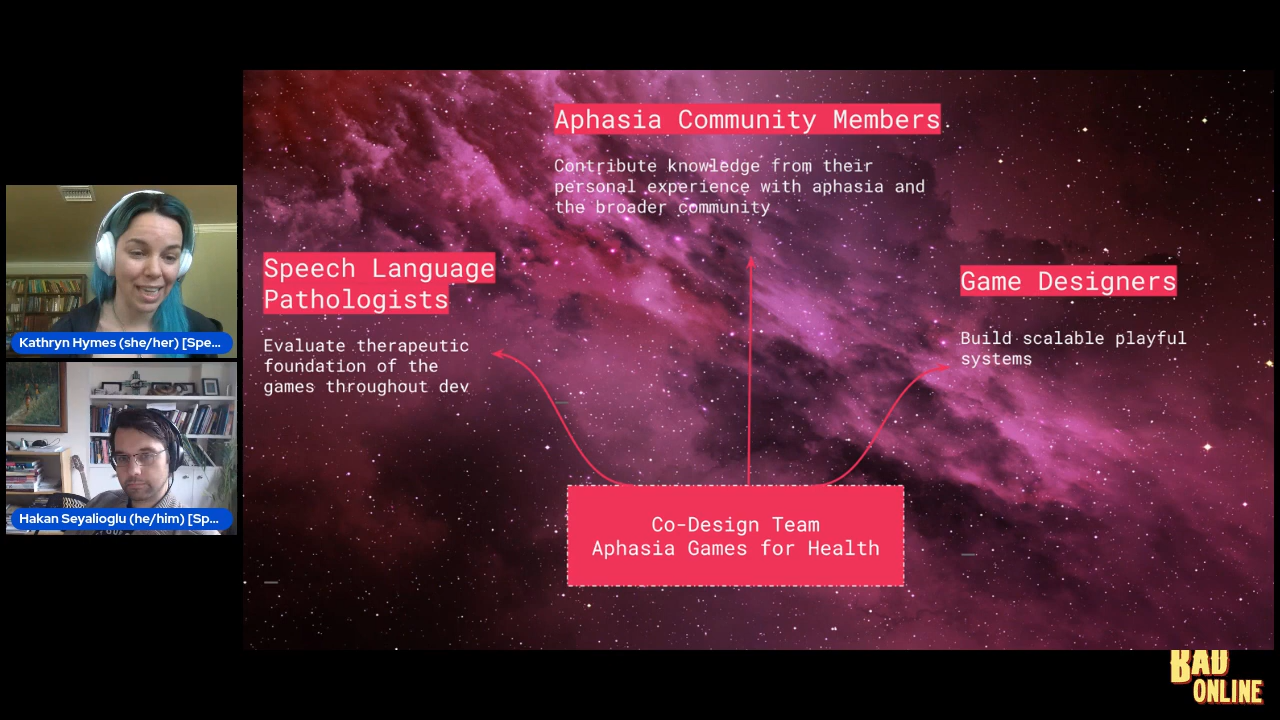 Aphasia Community Members
Contribute knowledge from their
personal experience with aphasia and
the broader community
Speech Language
Pathologists
Evaluate therapeutic
foundation of the
games throughout dev
Game Designers
Build scalable playful
systems
Co-Design Team
Aphasia Games for Health
Kathryn Hymes (she/her) [Spe...
Hakan Seyalioglu (he/him) [Sp...
BAD
ONLINE